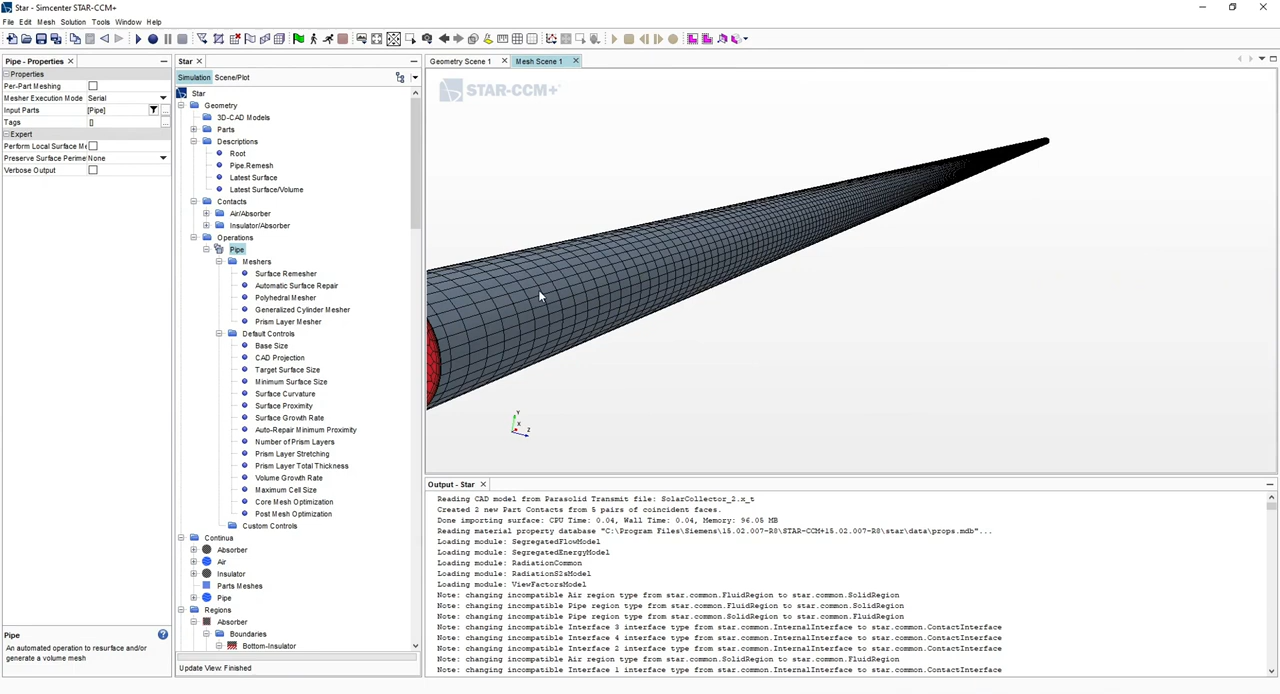 Star - Simcenter STAR-CCM+
File Edit Mesh Solution Tools Window Help
Pipe - Properties
Properties
Per-Part Meshing
Mesher Execution Mode Serial
Input Parts [Pipe]
Tags []
Expert
Perform Local Surface Me
Preserve Surface Perime None
Verbose Output
Pipe
An automated operation to resurface and/or
generate a volume mesh
Star
Simulation Scene/Plot
Star
Geometry
3D-CAD Models
Parts
Descriptions
Root
Pipe.Remesh
Latest Surface
Latest Surface/Volume
Contacts
Air/Absorber
Insulator/Absorber
Operations
Pipe
Meshers
Surface Remesher
Automatic Surface Repair
Polyhedral Mesher
Generalized Cylinder Mesher
Prism Layer Mesher
Default Controls
Base Size
CAD Projection
Target Surface Size
Minimum Surface Size
Surface Curvature
Surface Proximity
Surface Growth Rate
Auto-Repair Minimum Proximity
Number of Prism Layers
Prism Layer Stretching
Prism Layer Total Thickness
Volume Growth Rate
Maximum Cell Size
Core Mesh Optimization
Post Mesh Optimization
Custom Controls
Continua
Absorber
Air
Insulator
Parts Meshes
Pipe
Regions
Absorber
Boundaries
Bottom-Insulator
Update View: Finished
Geometry Scene 1 Mesh Scene 1
STAR-CCM+
Y
X
Z
Output - Star
Reading CAD model from Parasolid Transmit file: SolarCollector_2.x_t
Created 2 new Part Contacts from 5 pairs of coincident faces.
Done importing surface: CPU Time: 0.04, Wall Time: 0.04, Memory: 96.05 MB
Reading material property database "C:\Program Files\Siemens\15.02.007-R8\STAR-CCM+15.02.007-R8\star\data\props.mdb"...
Loading module: SegregatedFlowModel
Loading module: SegregatedEnergyModel
Loading module: RadiationCommon
Loading module: RadiationS2sModel
Loading module: ViewFactorsModel
Note: changing incompatible Air region type from star.common.FluidRegion to star.common.SolidRegion
Note: changing incompatible Pipe region type from star.common.FluidRegion to star.common.SolidRegion
Note: changing incompatible Pipe region type from star.common.SolidRegion to star.common.FluidRegion
Note: changing incompatible Interface 3 interface type from star.common.InternalInterface to star.common.ContactInterface
Note: changing incompatible Interface 4 interface type from star.common.InternalInterface to star.common.ContactInterface
Note: changing incompatible Interface 2 interface type from star.common.InternalInterface to star.common.ContactInterface
Note: changing incompatible Air region type from star.common.SolidRegion to star.common.FluidRegion
Note: changing incompatible Interface 1 interface type from star.common.InternalInterface to star.common.ContactInterface